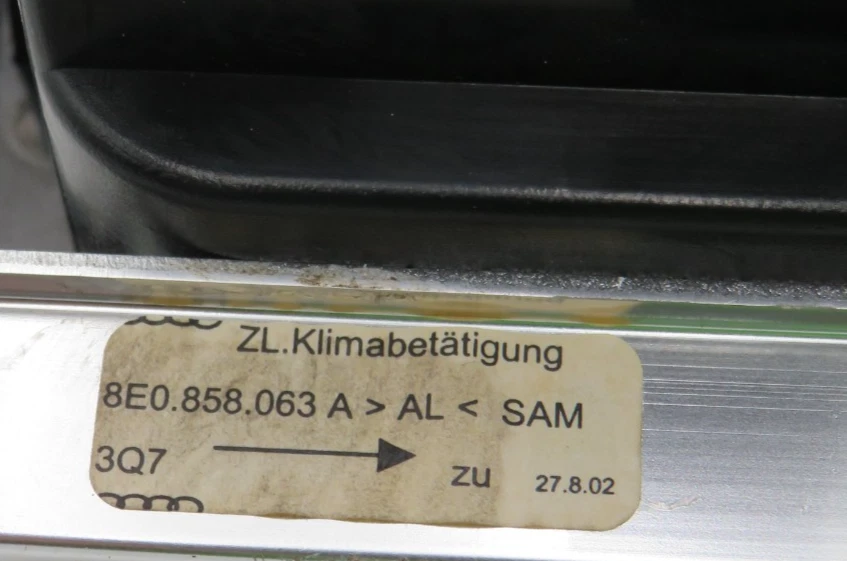 ZL.Klimabetätigung
8E0.858.063 A > AL < SAM
3Q7 zu 27.8.02